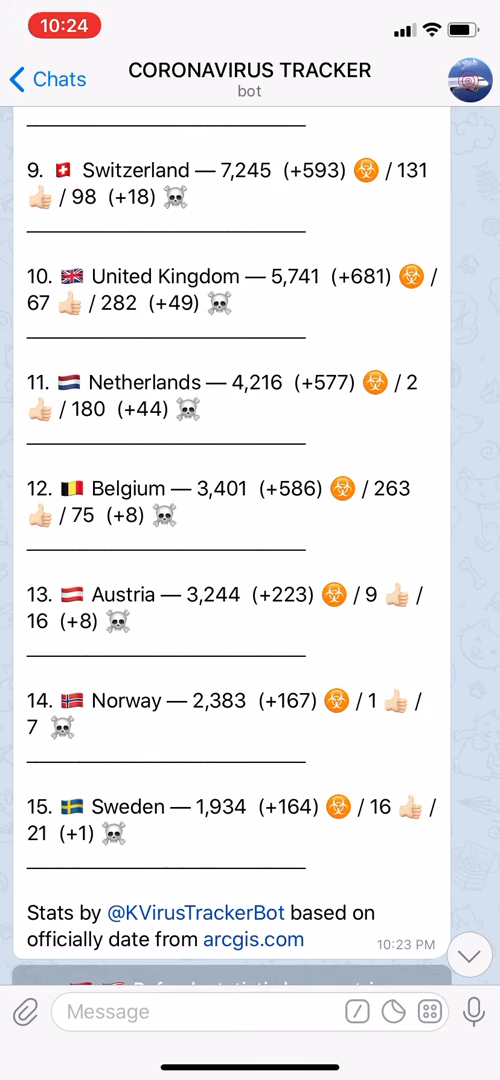 10:24
Chats
CORONAVIRUS TRACKER
bot
9. 🇨🇭 Switzerland — 7,245 (+593) ☣️ / 131
👍🏻 / 98 (+18) ☠️
10. 🇬🇧 United Kingdom — 5,741 (+681) ☣️ /
67 👍🏻 / 282 (+49) ☠️
11. 🇳🇱 Netherlands — 4,216 (+577) ☣️ / 2
👍🏻 / 180 (+44) ☠️
12. 🇧🇪 Belgium — 3,401 (+586) ☣️ / 263
👍🏻 / 75 (+8) ☠️
13. 🇦🇹 Austria — 3,244 (+223) ☣️ / 9 👍🏻 /
16 (+8) ☠️
14. 🇳🇴 Norway — 2,383 (+167) ☣️ / 1 👍🏻 /
7 ☠️
15. 🇸🇪 Sweden — 1,934 (+164) ☣️ / 16 👍🏻 /
21 (+1) ☠️
Stats by @KVirusTrackerBot based on
officially date from arcgis.com
10:23 PM
Message